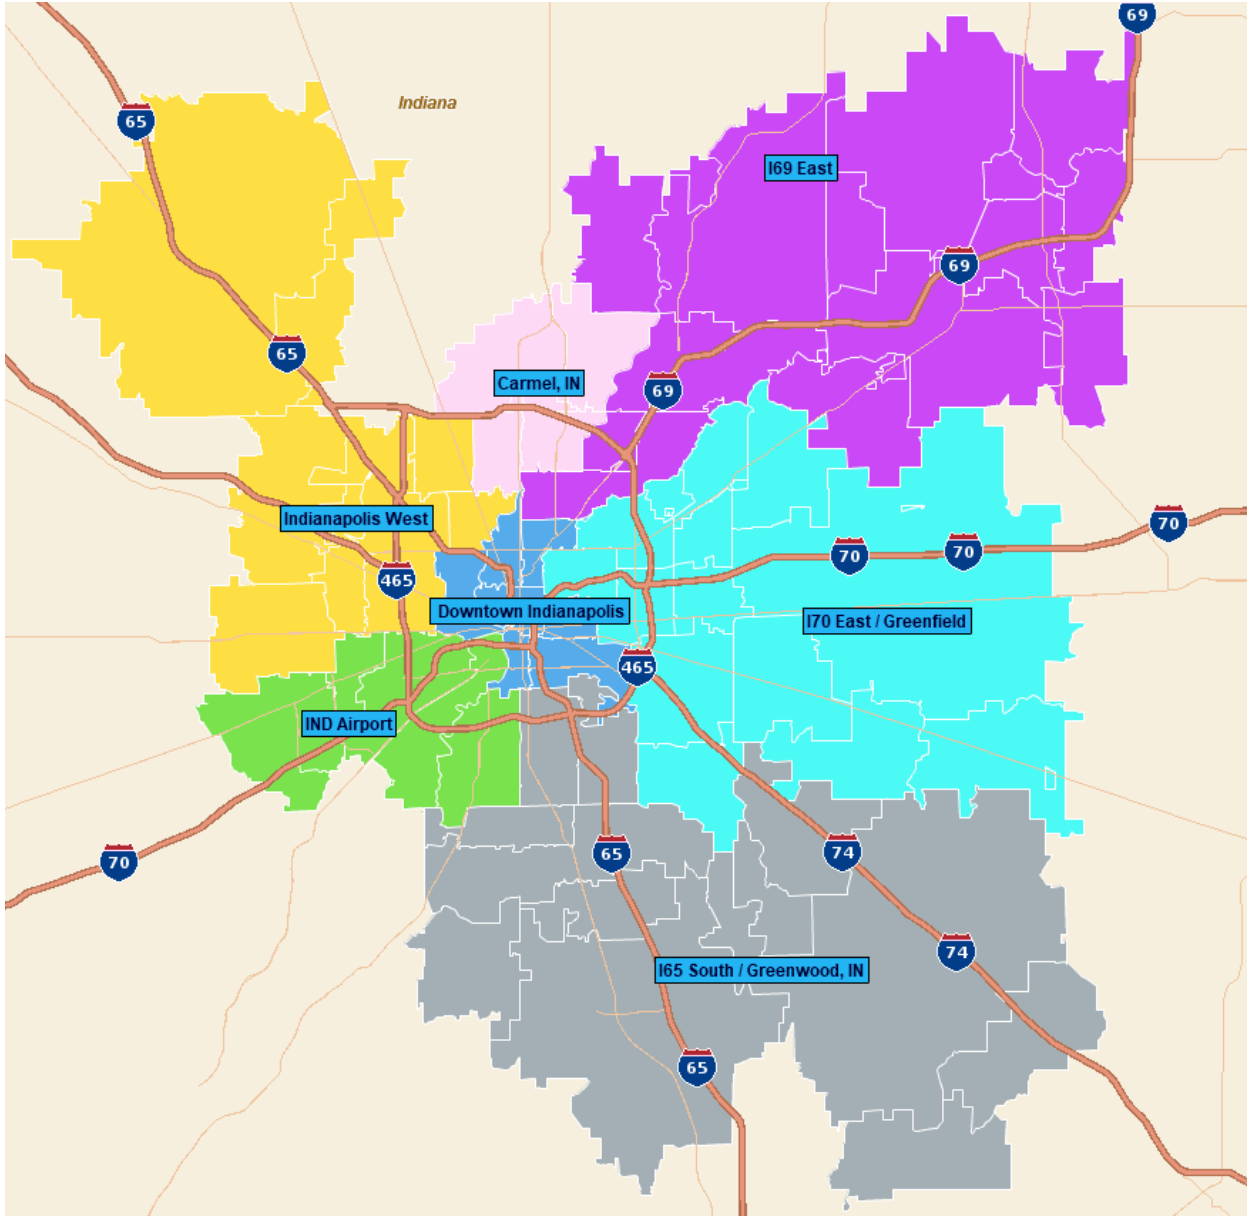 69
65
Indiana
I69 East
69
65
Carmel, IN
69
Indianapolis West
70
70
70
465
Downtown Indianapolis
I70 East / Greenfield
465
IND Airport
70
65
74
74
I65 South / Greenwood, IN
65